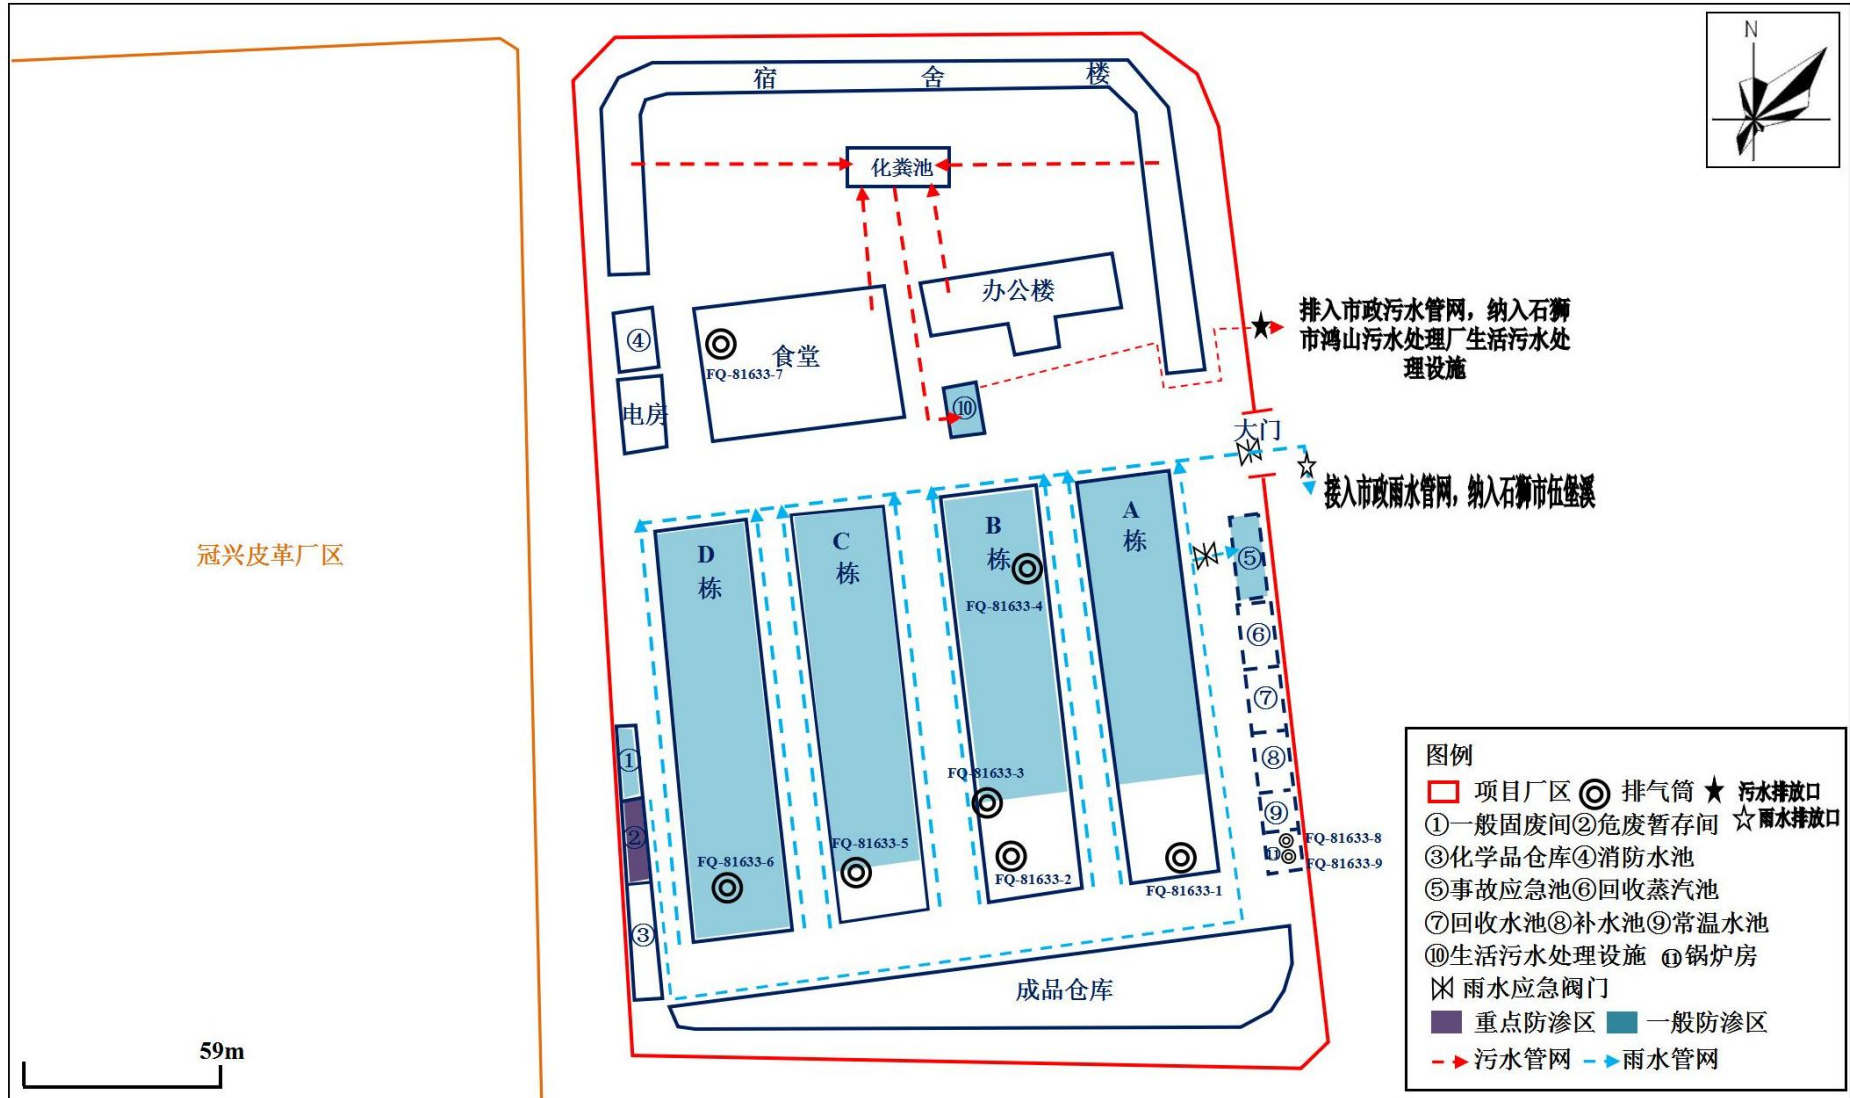 N
宿 舍 楼
化粪池
办公楼
排入市政污水管网，纳入石狮
市鸿山污水处理厂生活污水处
理设施
④
食堂
FQ-81633-7
电房
⑩
大门
接入市政雨水管网，纳入石狮市伍堡溪
冠兴皮革厂区
D
栋
C
栋
B
栋
A
栋
FQ-81633-4
⑤
⑥
⑦
⑧
⑨
⑪
FQ-81633-8
FQ-81633-9
①
②
③
FQ-81633-3
FQ-81633-6
FQ-81633-5
FQ-81633-2
FQ-81633-1
成品仓库
59m
图例
项目厂区 排气筒 污水排放口
①一般固废间②危废暂存间 雨水排放口
③化学品仓库④消防水池
⑤事故应急池⑥回收蒸汽池
⑦回收水池⑧补水池⑨常温水池
⑩生活污水处理设施 ⑪锅炉房
雨水应急阀门
重点防渗区 一般防渗区
污水管网 雨水管网